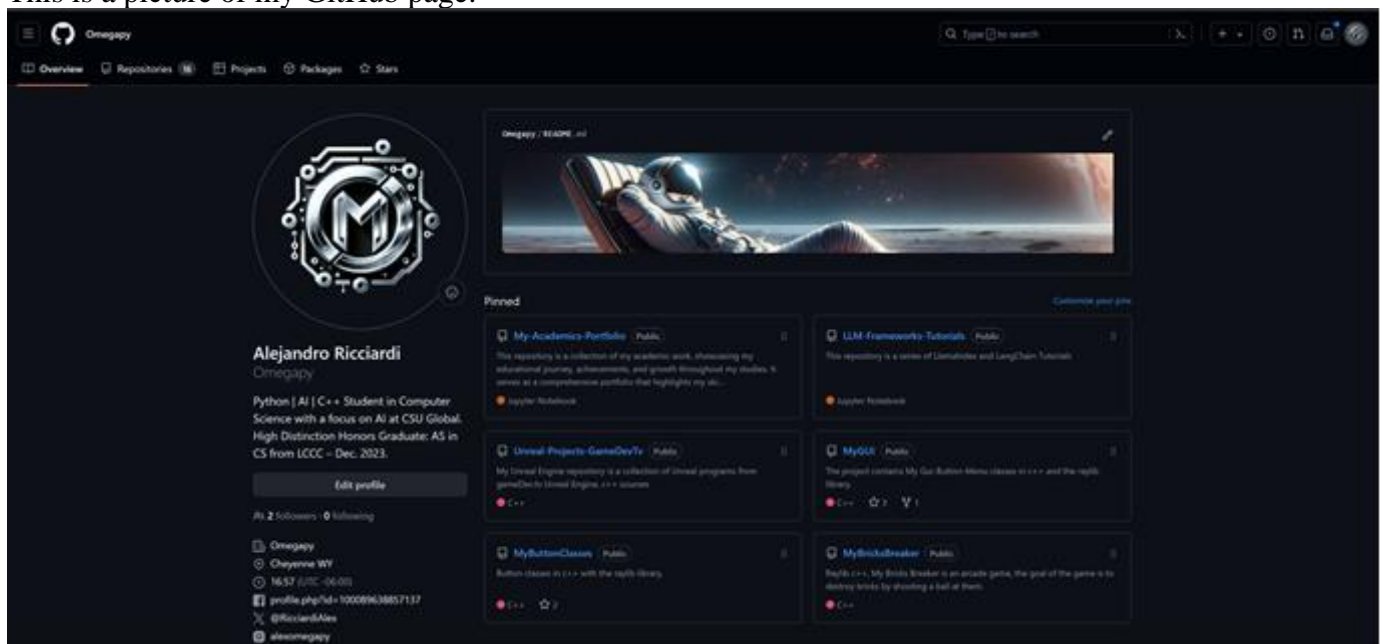 This is a picture of my GitHub page.
Omegapy
Type / to search
Overview Repositories 16 Projects Packages Stars
Omegapy / README .md
Pinned
Customize your pins
My-Academics-Portfolio Public
This repository is a collection of my academic work, showcasing my
educational journey, achievements, and growth throughout my studies. It
serves as a comprehensive portfolio that highlights my
Jupyter Notebook
LLM-Frameworks-Tutorials Public
This repository is a series of LlamaIndex and LangChain Tutorials
Jupyter Notebook
Alejandro Ricciardi
Omegapy
Python | AI | C++ Student in Computer
Science with a focus on AI at CSU Global.
High Distinction Honors Graduate: AS in
CS from LCCC – Dec. 2023.
Edit profile
2 followers · 0 following
Omegapy
Cheyenne WY
16:57 (UTC -06:00)
profile.php?id=100089638857137
@RicciardiAlex
alexomegapy
Unreal-Projects-GameDevTv Public
My Unreal Engine repository is a collection of Unreal programs from
gameDev.tv Unreal Engine, c++ courses
C++
MyGUI Public
The project contains My Gui Button Menu classes in c++ and the raylib
library.
C++ 1
MyButtonClasses Public
Button classes in c++ with the raylib library.
C++ 2
MyBricksBreaker Public
Raylib c++, My Bricks Breaker is an arcade game, the goal of the game is to
destroy bricks by shooting a ball at them.
C++